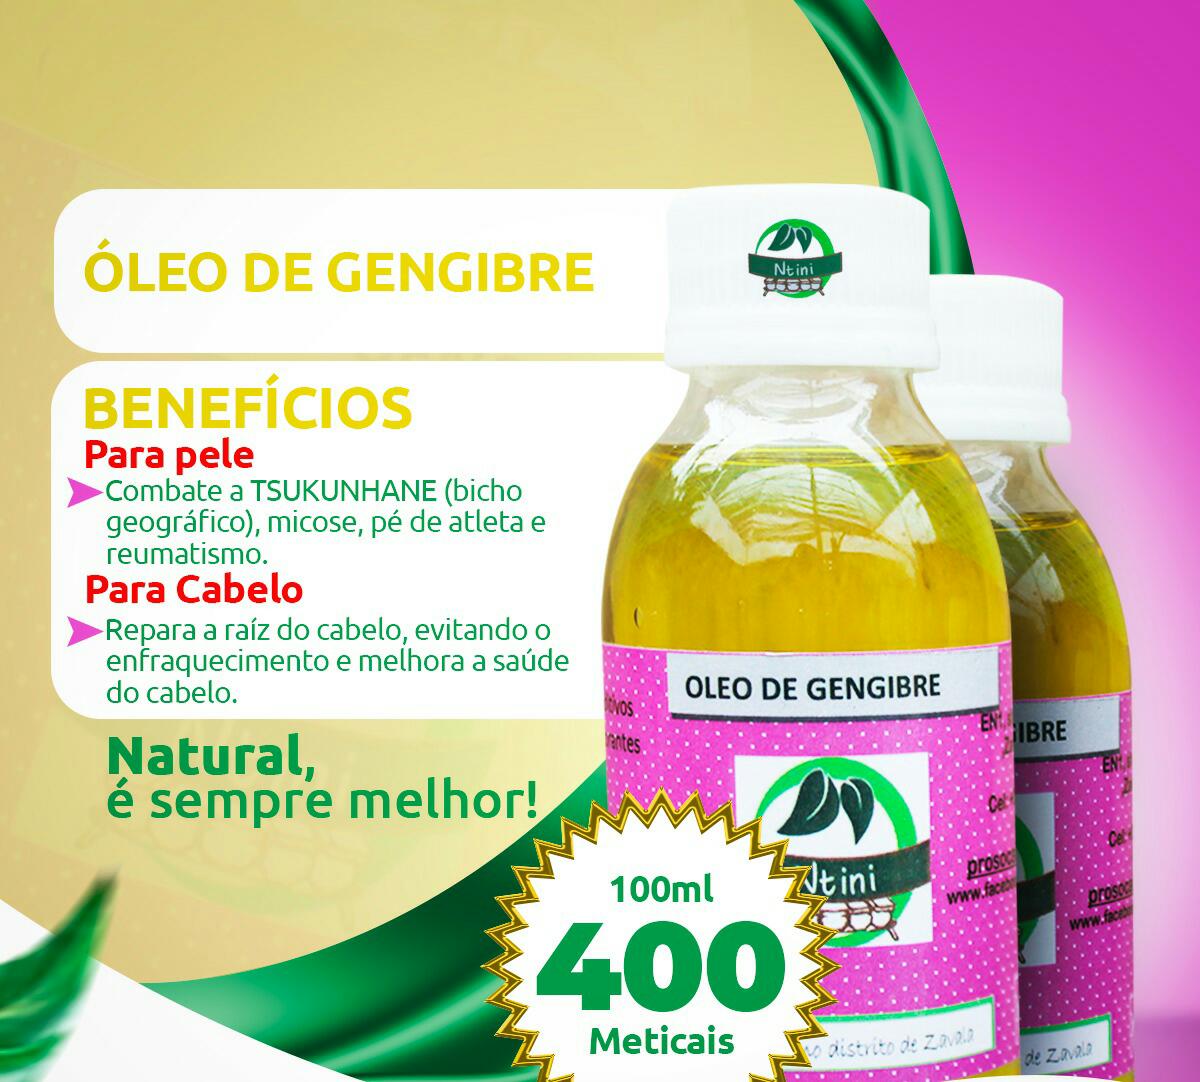 ÓLEO DE GENGIBRE
BENEFÍCIOS
Para pele
Combate a TSUKUNHANE (bicho
geográfico), micose, pé de atleta e
reumatismo.
Para Cabelo
Repara a raíz do cabelo, evitando o
enfraquecimento e melhora a saúde
do cabelo.
Natural,
é sempre melhor!
100ml
400
Meticais
Ntini
OLEO DE GENGIBRE
Ntini
distrito de Zavala
de Zavala